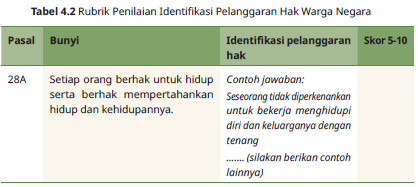 Tabel 4.2 Rubrik Penilaian Identifikasi Pelanggaran Hak Warga Negara
Pasal Bunyi Identifikasi pelanggaran hak Skor 5-10
28A
Setiap orang berhak untuk hidup
serta berhak mempertahankan
hidup dan kehidupannya.
Contoh jawaban:
Seseorang tidak diperkenankan
untuk bekerja menghidupi
diri dan keluarganya dengan
tenang
....... (silakan berikan contoh
lainnya)